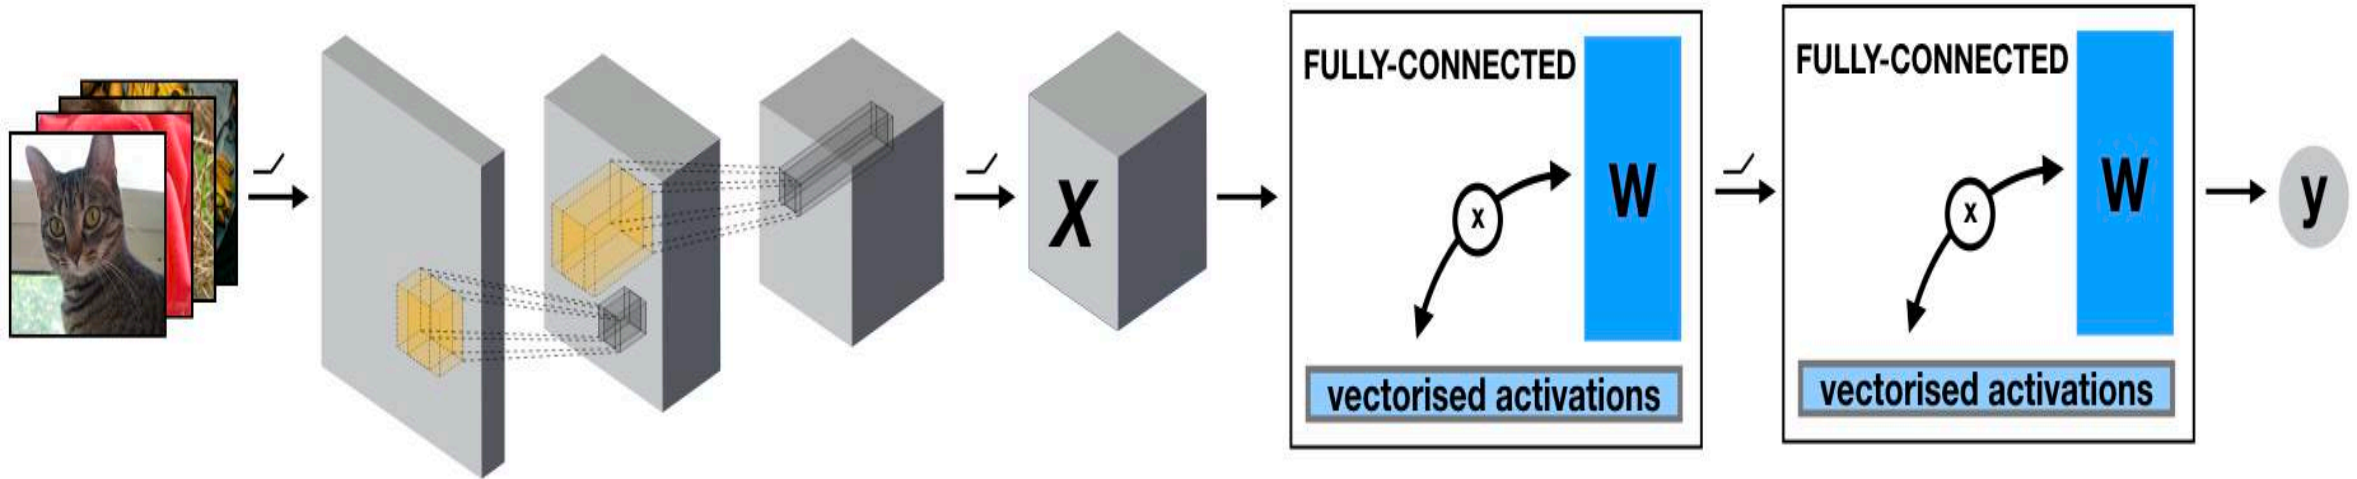 X
FULLY-CONNECTED
W
x
vectorised activations
FULLY-CONNECTED
W
x
vectorised activations
y